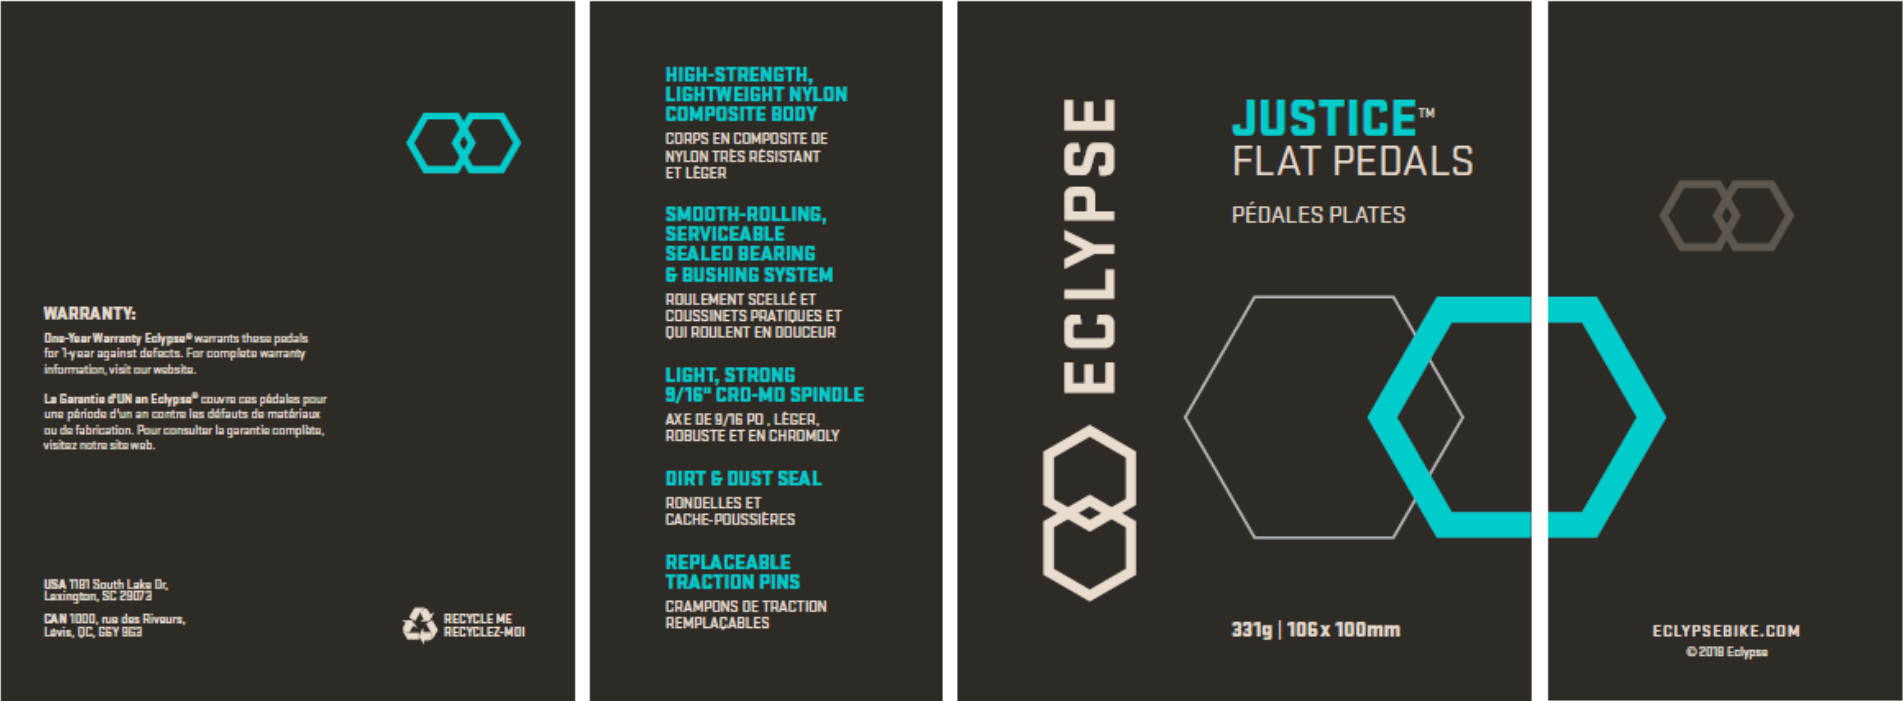 WARRANTY:
One-Year Warranty Eclypse® warrants these pedals
for 1-year against defects. For complete warranty
information, visit our website.
La Garantie d'UN an Eclypse® couvre ces pédales pour
une période d'un an contre les défauts de matériaux
ou de fabrication. Pour consulter la garantie complète,
visitez notre site web.
USA 1181 South Lake Dr,
Lexington, SC 29073
CAN 1000, rue des Riveurs,
Lévis, QC, G6Y 9G3
RECYCLE ME
RECYCLEZ-MOI
HIGH-STRENGTH,
LIGHTWEIGHT NYLON
COMPOSITE BODY
CORPS EN COMPOSITE DE
NYLON TRÈS RÉSISTANT
ET LÉGER
SMOOTH-ROLLING,
SERVICEABLE
SEALED BEARING
& BUSHING SYSTEM
ROULEMENT SCELLÉ ET
COUSSINETS PRATIQUES ET
QUI ROULENT EN DOUCEUR
LIGHT, STRONG
9/16" CRO-MO SPINDLE
AXE DE 9/16 PO , LÉGER,
ROBUSTE ET EN CHROMOLY
DIRT & DUST SEAL
RONDELLES ET
CACHE-POUSSIÈRES
REPLACEABLE
TRACTION PINS
CRAMPONS DE TRACTION
REMPLAÇABLES
ECLYPSE
JUSTICE™
FLAT PEDALS
PÉDALES PLATES
331g | 106 x 100mm
ECLYPSEBIKE.COM
© 2018 Eclypse